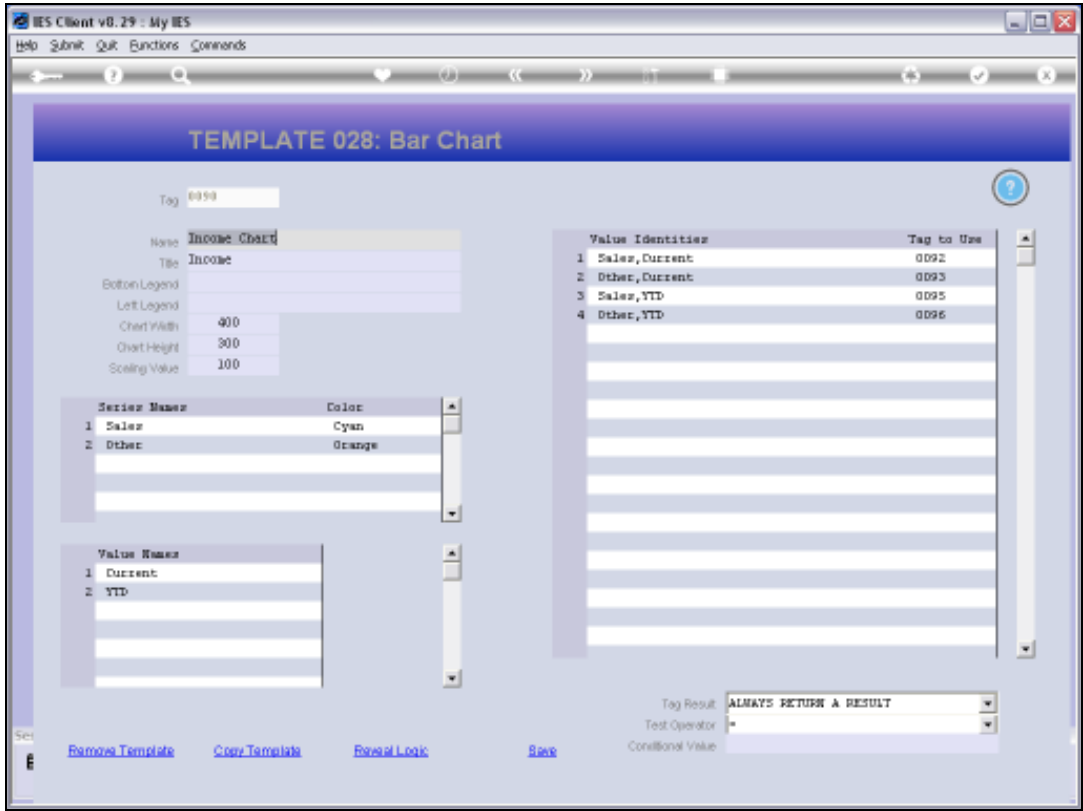 IES Client v8.29 : My IES
Help Submit Quit Functions Commands
TEMPLATE 028: Bar Chart
Tag 0090
Name Income Chart
Title Income
Bottom Legend
Left Legend
Chart Width 400
Chart Height 300
Scaling Value 100
Series Names Color
1 Sales Cyan
2 Other Orange
Value Names
1 Current
2 YTD
Value Identities Tag to Use
1 Sales,Current 0092
2 Other,Current 0093
3 Sales,YTD 0095
4 Other,YTD 0096
Tag Result ALWAYS RETURN A RESULT
Test Operator =
Conditional Value
Remove Template Copy Template Reveal Logic Save